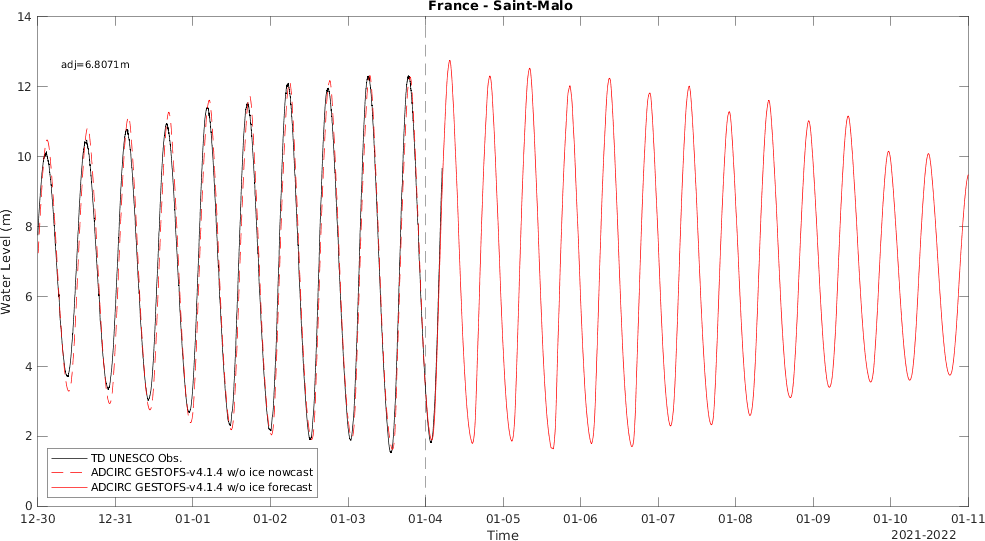 France - Saint-Malo
14
12
10
8
6
4
2
0
Water Level (m)
adj=6.8071m
TD UNESCO Obs.
ADCIRC GESTOFS-v4.1.4 w/o ice nowcast
ADCIRC GESTOFS-v4.1.4 w/o ice forecast
12-30 12-31 01-01 01-02 01-03 01-04 01-05 01-06 01-07 01-08 01-09 01-10 01-11
Time
2021-2022